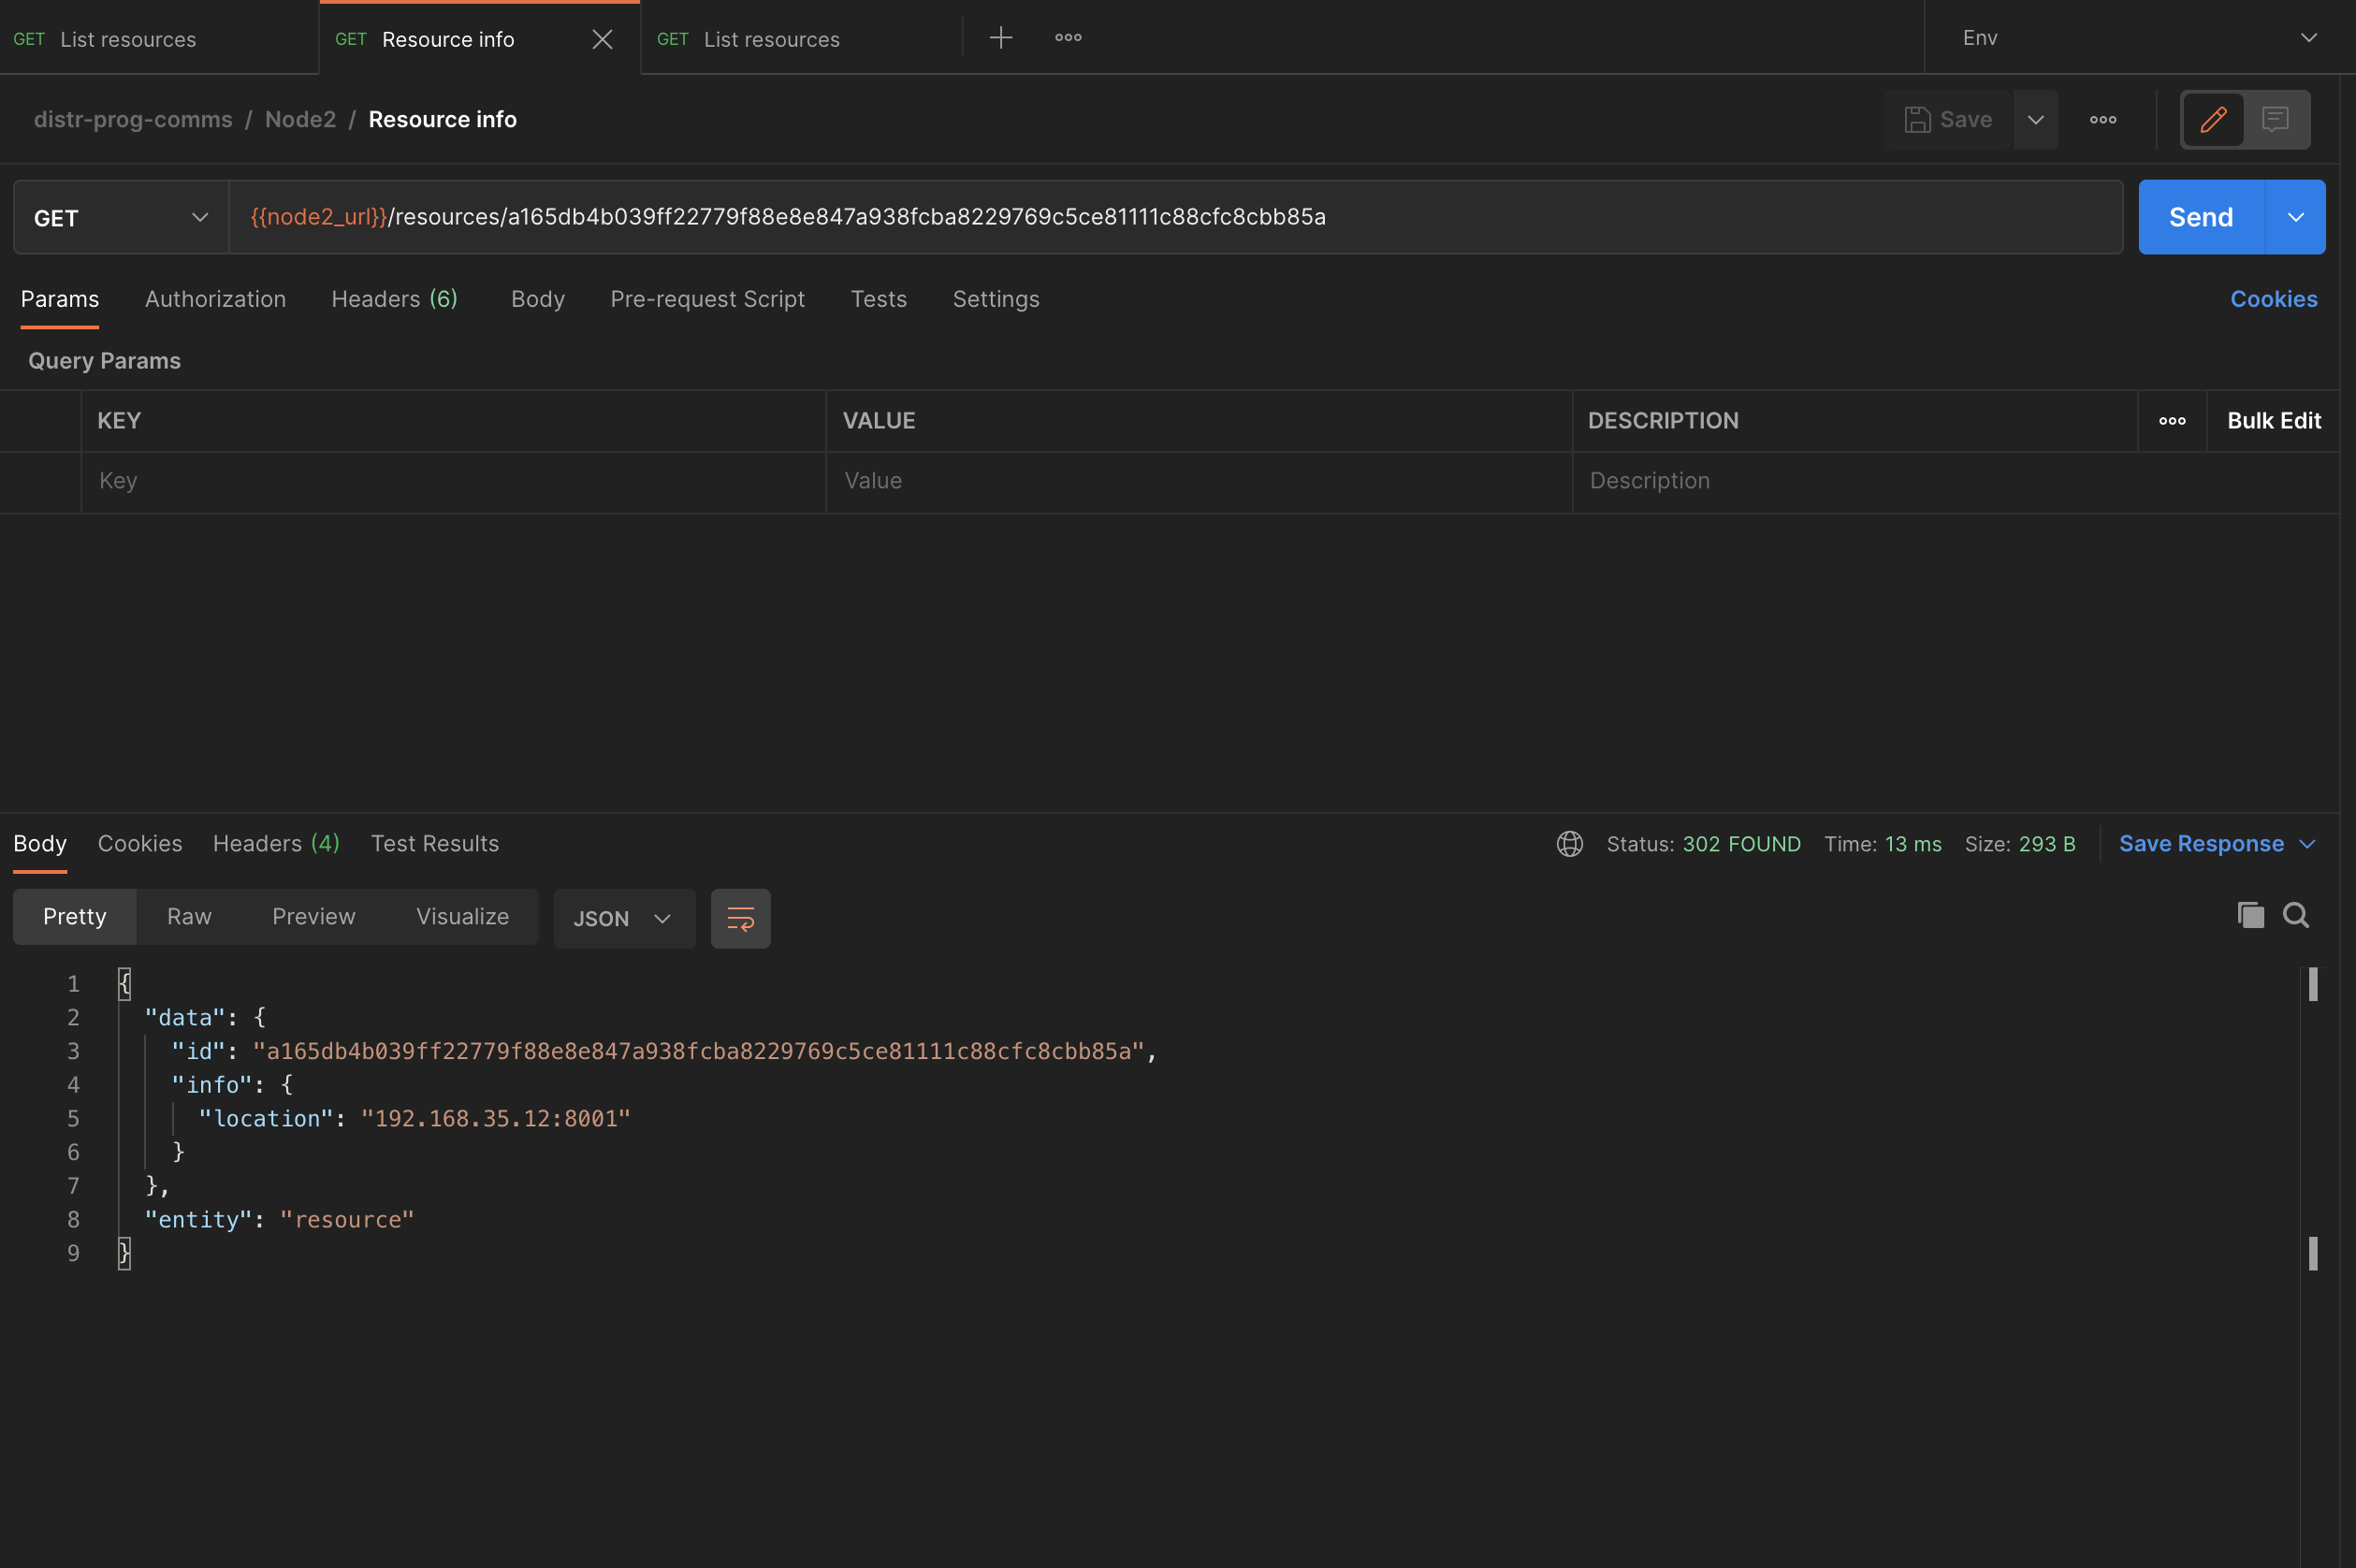 GET List resources
GET Resource info
GET List resources
Env
distr-prog-comms / Node2 / Resource info
Save
GET
{{node2_url}}/resources/a165db4b039ff22779f88e8e847a938fcba8229769c5ce81111c88cfc8cbb85a
Send
Params Authorization Headers (6) Body Pre-request Script Tests Settings Cookies
Query Params
KEY VALUE DESCRIPTION Bulk Edit
Key Value Description
Body Cookies Headers (4) Test Results Status: 302 FOUND Time: 13 ms Size: 293 B Save Response
Pretty Raw Preview Visualize JSON
1 {
2 "data": {
3 "id": "a165db4b039ff22779f88e8e847a938fcba8229769c5ce81111c88cfc8cbb85a",
4 "info": {
5 "location": "192.168.35.12:8001"
6 }
7 },
8 "entity": "resource"
9 }